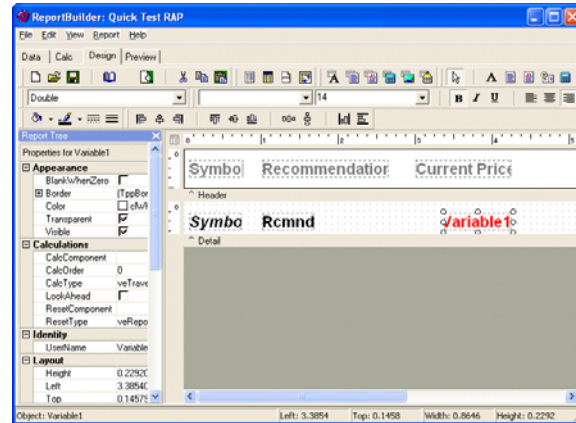 ReportBuilder: Quick Test RAP
File Edit View Report Help
Data Calc Design Preview
Double 14 B I U
Report Tree
Properties for Variable1
Appearance
BlankWhenZero
Border (TppBor
Color clWh
Transparent
Visible
Calculations
CalcComponent
CalcOrder 0
CalcType veTrave
LookAhead
ResetComponent
ResetType veRepo
Identity
UserName Variable
Layout
Height 0.2292
Left 3.3854
Top 0.1457
Symbo Recommendation Current Price
^ Header
Symbo Rcmnd Variable1
^ Detail
Object: Variable1 Left: 3.3854 Top: 0.1458 Width: 0.8646 Height: 0.2292